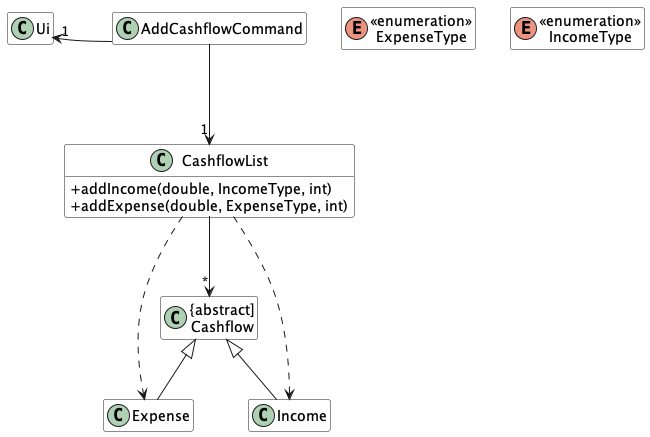 C Ui
1
C AddCashflowCommand
E «enumeration»
ExpenseType
E «enumeration»
IncomeType
1
C CashflowList
+addIncome(double, IncomeType, int)
+addExpense(double, ExpenseType, int)
*
C {abstract]
Cashflow
C Expense
C Income